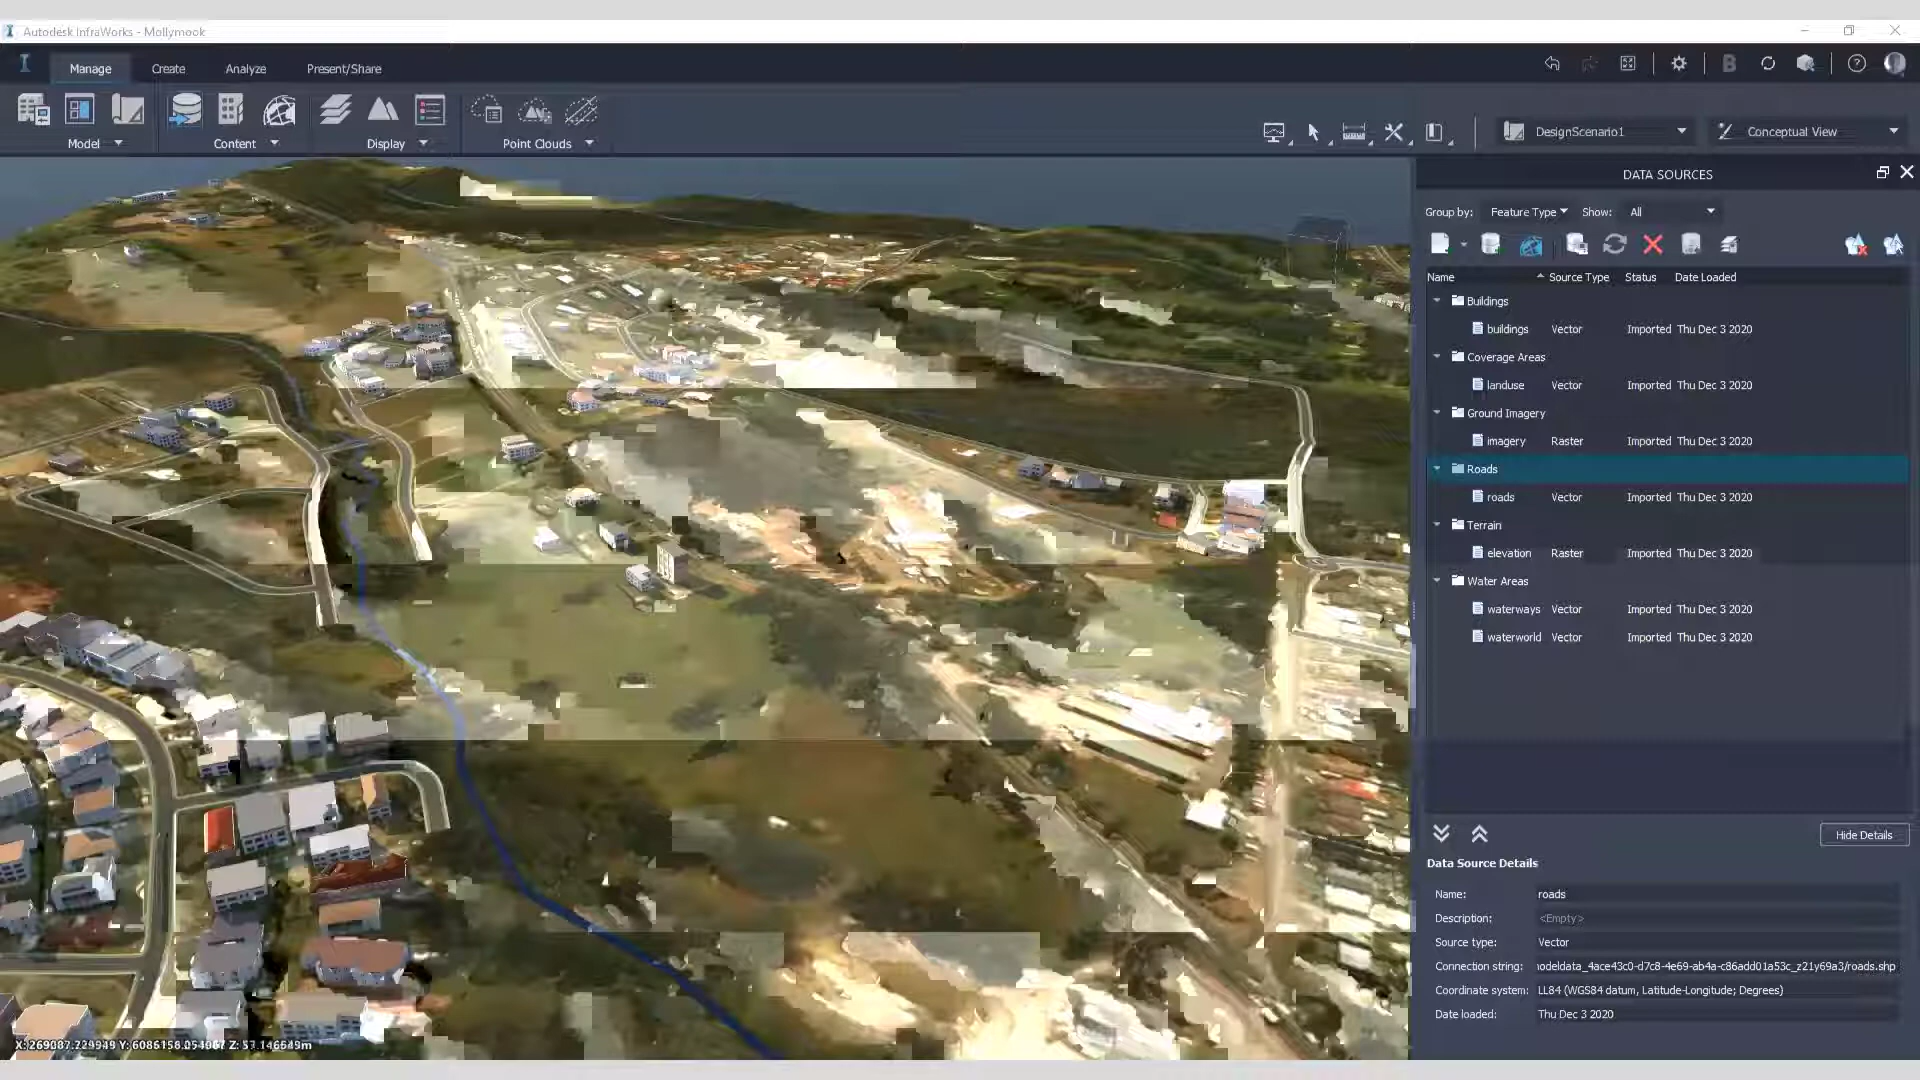 Autodesk InfraWorks - Mollymook
Manage Create Analyze Present/Share
Model Content Display Point Clouds
DesignScenario1 Conceptual View
DATA SOURCES
Group by: Feature Type Show: All
Name Source Type Status Date Loaded
Buildings
buildings Vector Imported Thu Dec 3 2020
Coverage Areas
landuse Vector Imported Thu Dec 3 2020
Ground Imagery
imagery Raster Imported Thu Dec 3 2020
Roads
roads Vector Imported Thu Dec 3 2020
Terrain
elevation Raster Imported Thu Dec 3 2020
Water Areas
waterways Vector Imported Thu Dec 3 2020
waterworld Vector Imported Thu Dec 3 2020
Hide Details
Data Source Details
Name: roads
Description: <Empty>
Source type: Vector
Connection string: odeldata_4ace43c0-d7c8-4e69-ab4a-c86add01a53c_z21y69a3/roads.shp
Coordinate system: LL84 (WGS84 datum, Latitude-Longitude; Degrees)
Date loaded: Thu Dec 3 2020
X: 269087.229949 Y: 6086158.054067 Z: 57.146549m